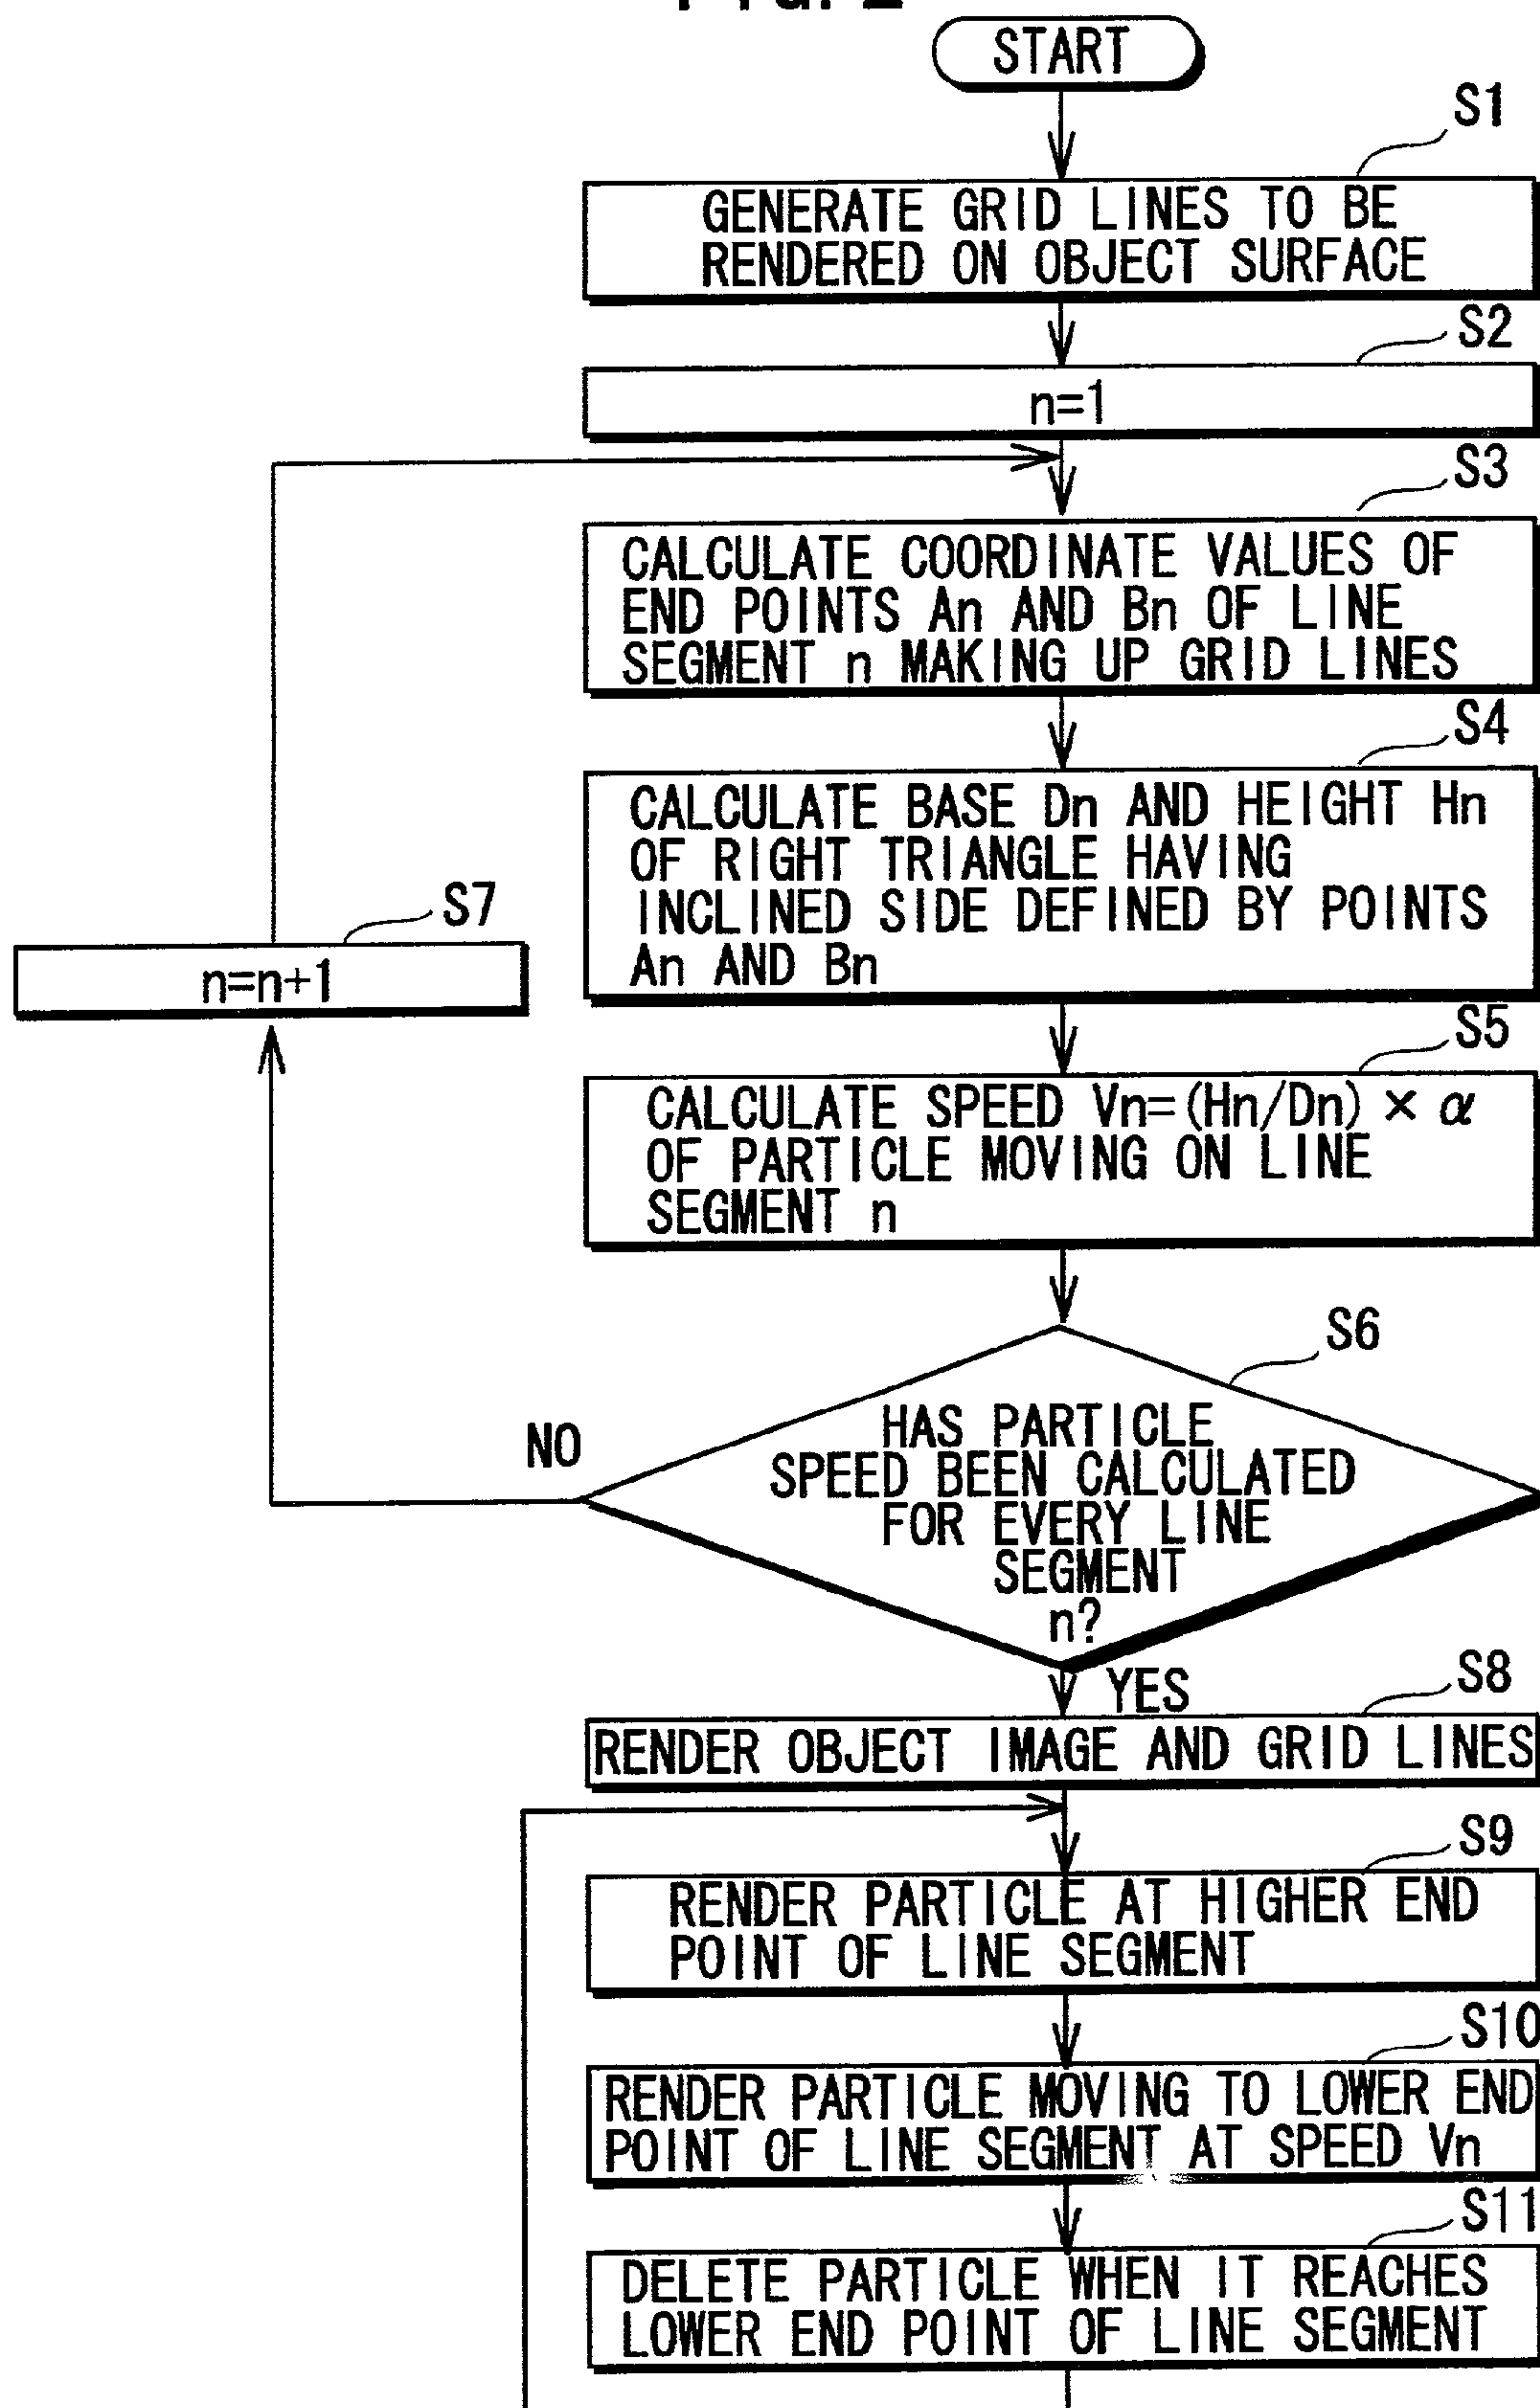 START
S1
GENERATE GRID LINES TO BE
RENDERED ON OBJECT SURFACE
S2
n=1
S3
CALCULATE COORDINATE VALUES OF
END POINTS An AND Bn OF LINE
SEGMENT n MAKING UP GRID LINES
S4
CALCULATE BASE Dn AND HEIGHT Hn
OF RIGHT TRIANGLE HAVING
INCLINED SIDE DEFINED BY POINTS
An AND Bn
S7
n=n+1
S5
CALCULATE SPEED Vn=(Hn/Dn) × α
OF PARTICLE MOVING ON LINE
SEGMENT n
S6
HAS PARTICLE
SPEED BEEN CALCULATED
FOR EVERY LINE
SEGMENT
n?
NO
YES
S8
RENDER OBJECT IMAGE AND GRID LINES
S9
RENDER PARTICLE AT HIGHER END
POINT OF LINE SEGMENT
S10
RENDER PARTICLE MOVING TO LOWER END
POINT OF LINE SEGMENT AT SPEED Vn
S11
DELETE PARTICLE WHEN IT REACHES
LOWER END POINT OF LINE SEGMENT